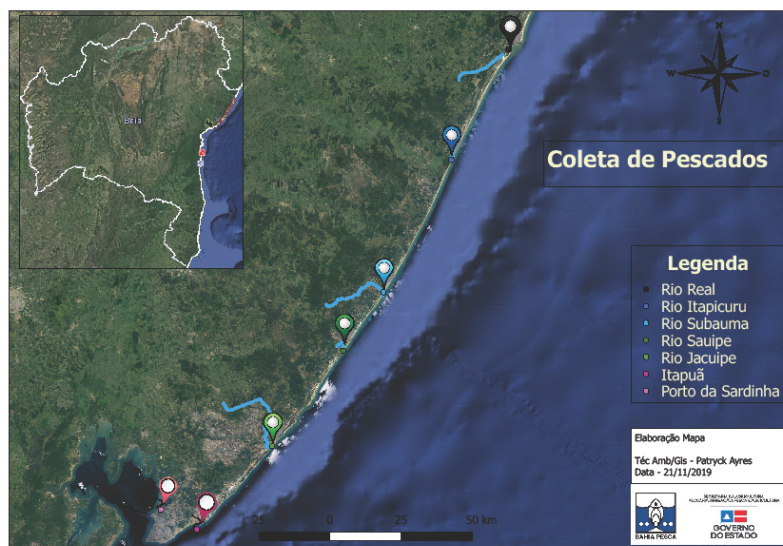 Bahia
N
W
E
S
Coleta de Pescados
Legenda
Rio Real
Rio Itapicuru
Rio Subauma
Rio Sauipe
Rio Jacuipe
Itapuã
Porto da Sardinha
Elaboração Mapa
Téc Amb/Gis - Patryck Ayres
Data - 21/11/2019
25 0 25 50 km
BAHIA PESCA
GOVERNO
DO ESTADO